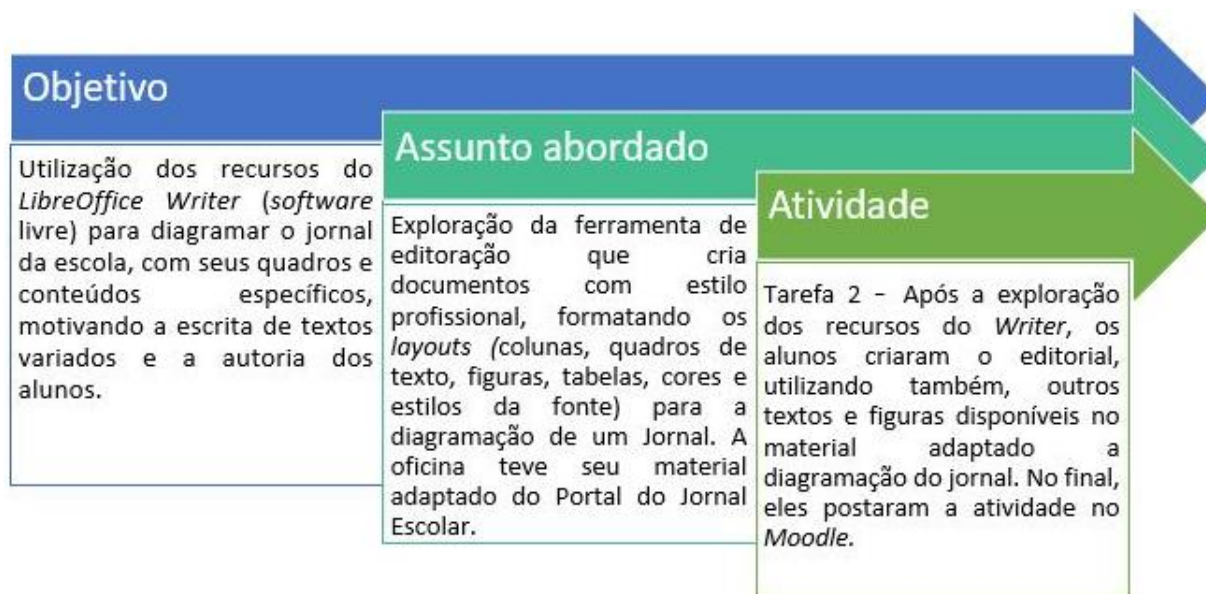 Objetivo
Utilização dos recursos do
LibreOffice Writer (software
livre) para diagramar o jornal
da escola, com seus quadros e
conteúdos específicos,
motivando a escrita de textos
variados e a autoria dos
alunos.
Assunto abordado
Exploração da ferramenta de
editoração que cria
documentos com estilo
profissional, formatando os
layouts (colunas, quadros de
texto, figuras, tabelas, cores e
estilos da fonte) para a
diagramação de um Jornal. A
oficina teve seu material
adaptado do Portal do Jornal
Escolar.
Atividade
Tarefa 2 – Após a exploração
dos recursos do Writer, os
alunos criaram o editorial,
utilizando também, outros
textos e figuras disponíveis no
material adaptado a
diagramação do jornal. No final,
eles postaram a atividade no
Moodle.